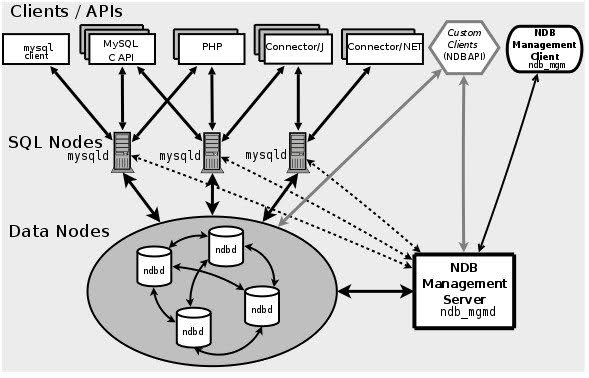 Clients / APIs
mysql
client
MySQL
C API
PHP
Connector/J
Connector/NET
Custom
Clients
(NDBAPI)
NDB
Management
Client
ndb_mgm
SQL Nodes
mysqld
mysqld
mysqld
Data Nodes
ndbd
ndbd
ndbd
ndbd
NDB
Management
Server
ndb_mgmd